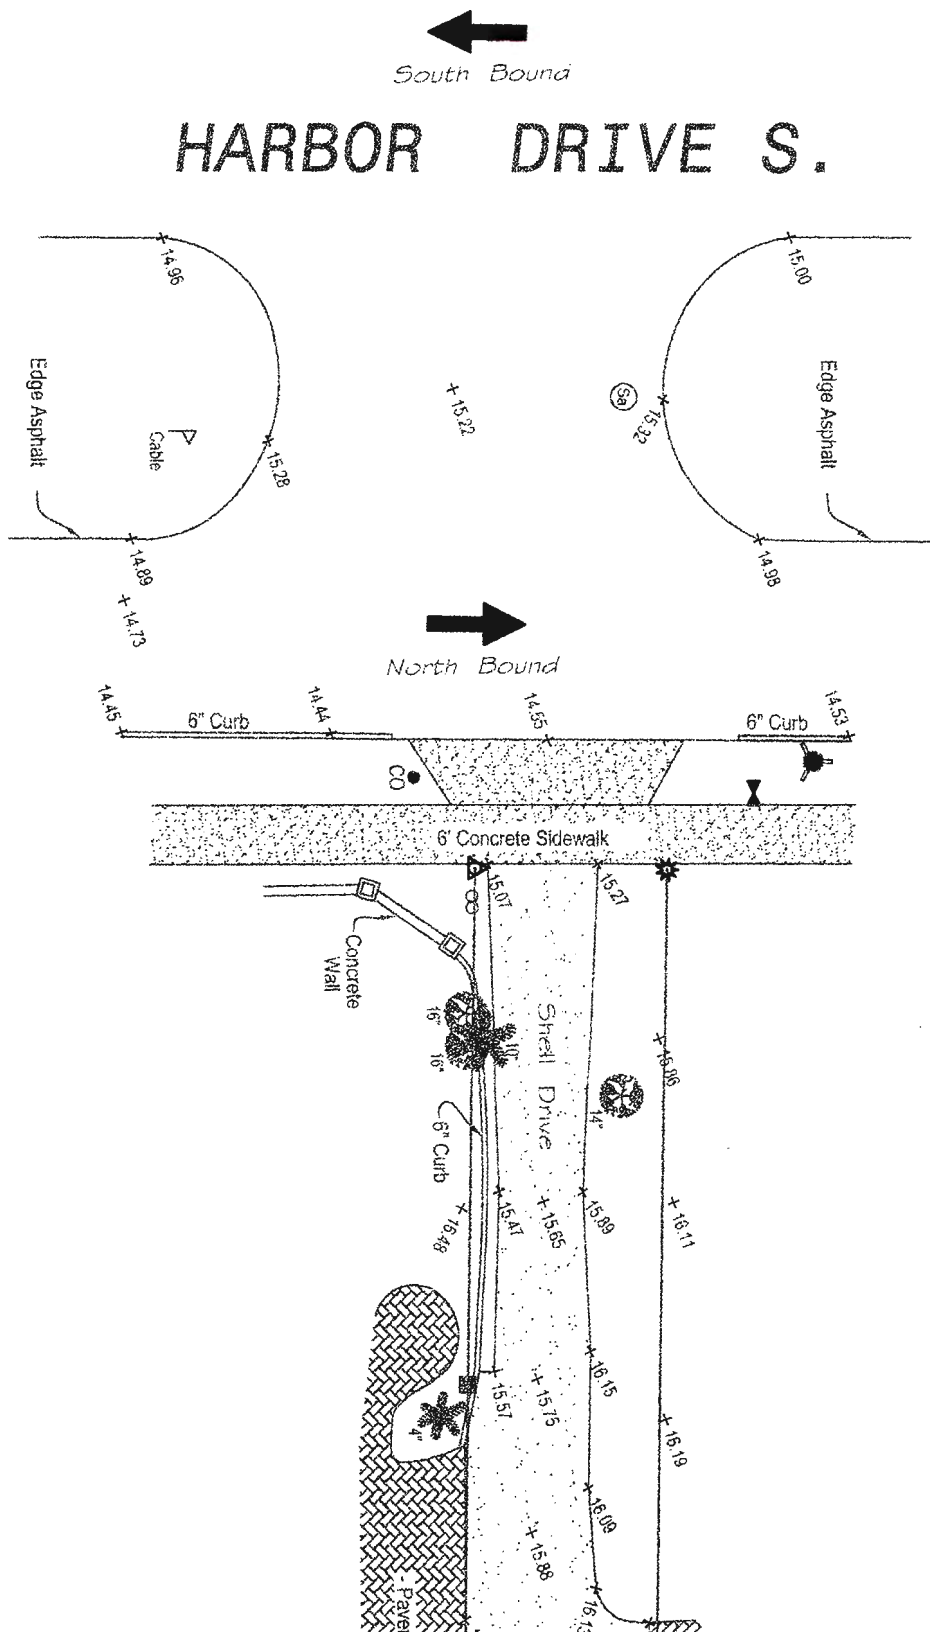 South Bound
HARBOR DRIVE S.
14.96
15.00
Edge Asphalt
Cable
15.22
15.28
Sa
15.32
Edge Asphalt
14.89
14.98
14.73
North Bound
14.45
6" Curb
14.44
14.55
6" Curb
14.53
CO
6' Concrete Sidewalk
15.07
15.27
CO
Concrete
Wall
16"
16"
10"
Shell Drive
14"
15.86
6" Curb
16.48
15.47
15.65
15.89
16.11
15.57
15.75
16.15
16.19
4"
16.09
15.88